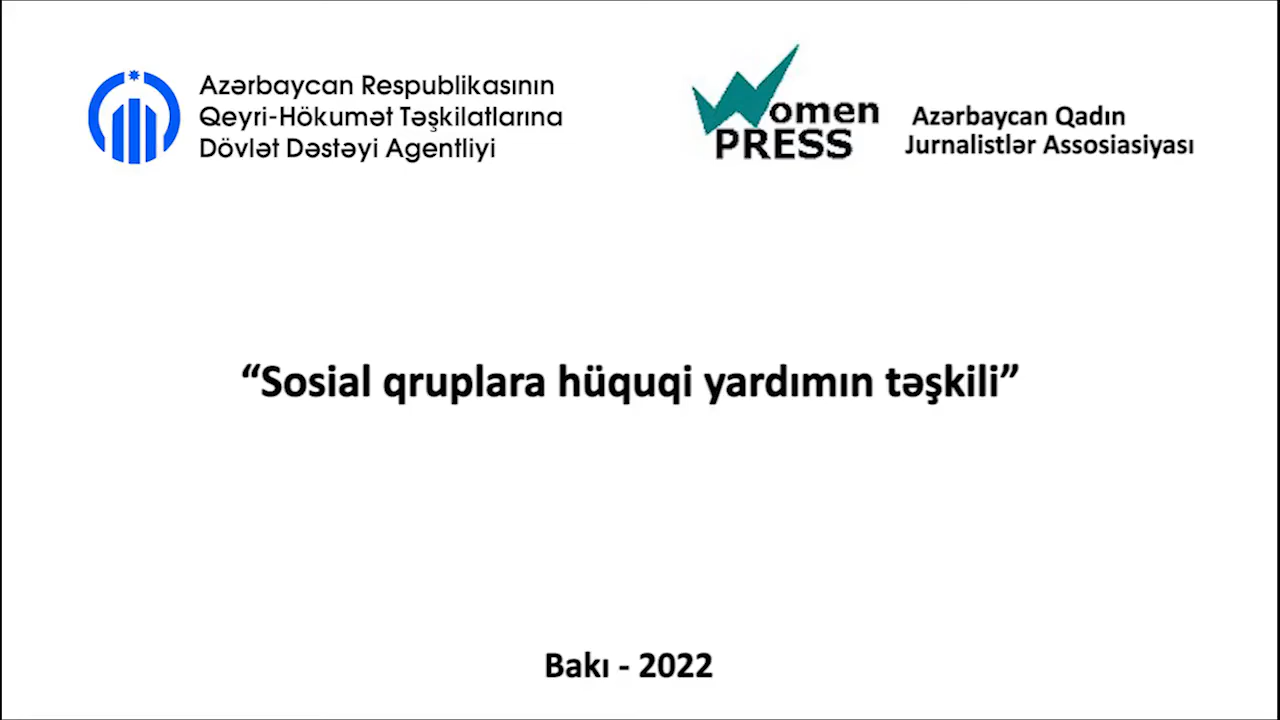 Azərbaycan Respublikasının
Qeyri-Hökumət Təşkilatlarına
Dövlət Dəstəyi Agentliyi
Women
PRESS
Azərbaycan Qadın
Jurnalistlər Assosiasiyası
“Sosial qruplara hüquqi yardımın təşkili”
Bakı - 2022